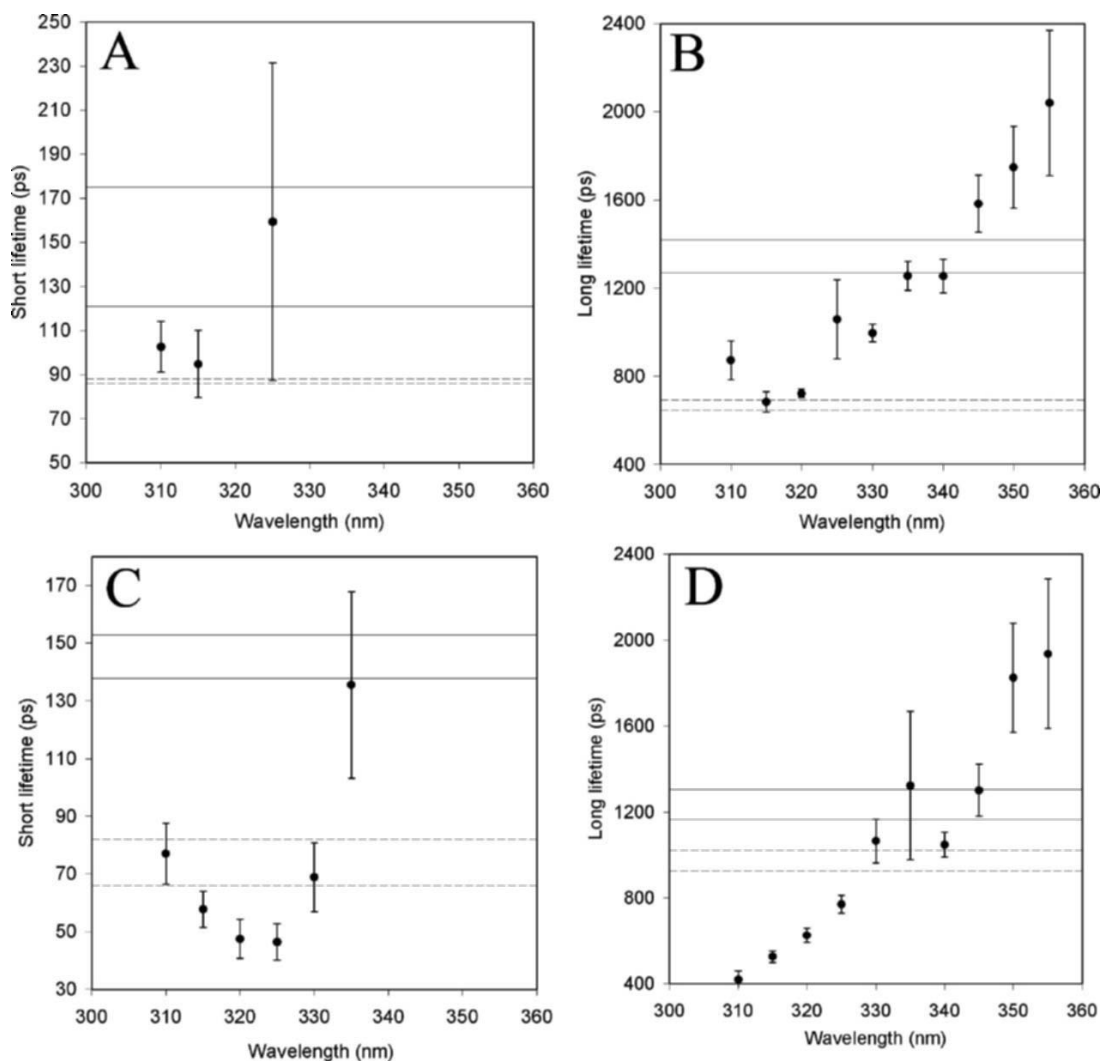 A
Short lifetime (ps)
250
230
210
190
170
150
130
110
90
70
50
300 310 320 330 340 350 360
Wavelength (nm)
B
Long lifetime (ps)
2400
2000
1600
1200
800
400
300 310 320 330 340 350 360
Wavelength (nm)
C
Short lifetime (ps)
170
150
130
110
90
70
50
30
300 310 320 330 340 350 360
Wavelength (nm)
D
Long lifetime (ps)
2400
2000
1600
1200
800
400
300 310 320 330 340 350 360
Wavelength (nm)